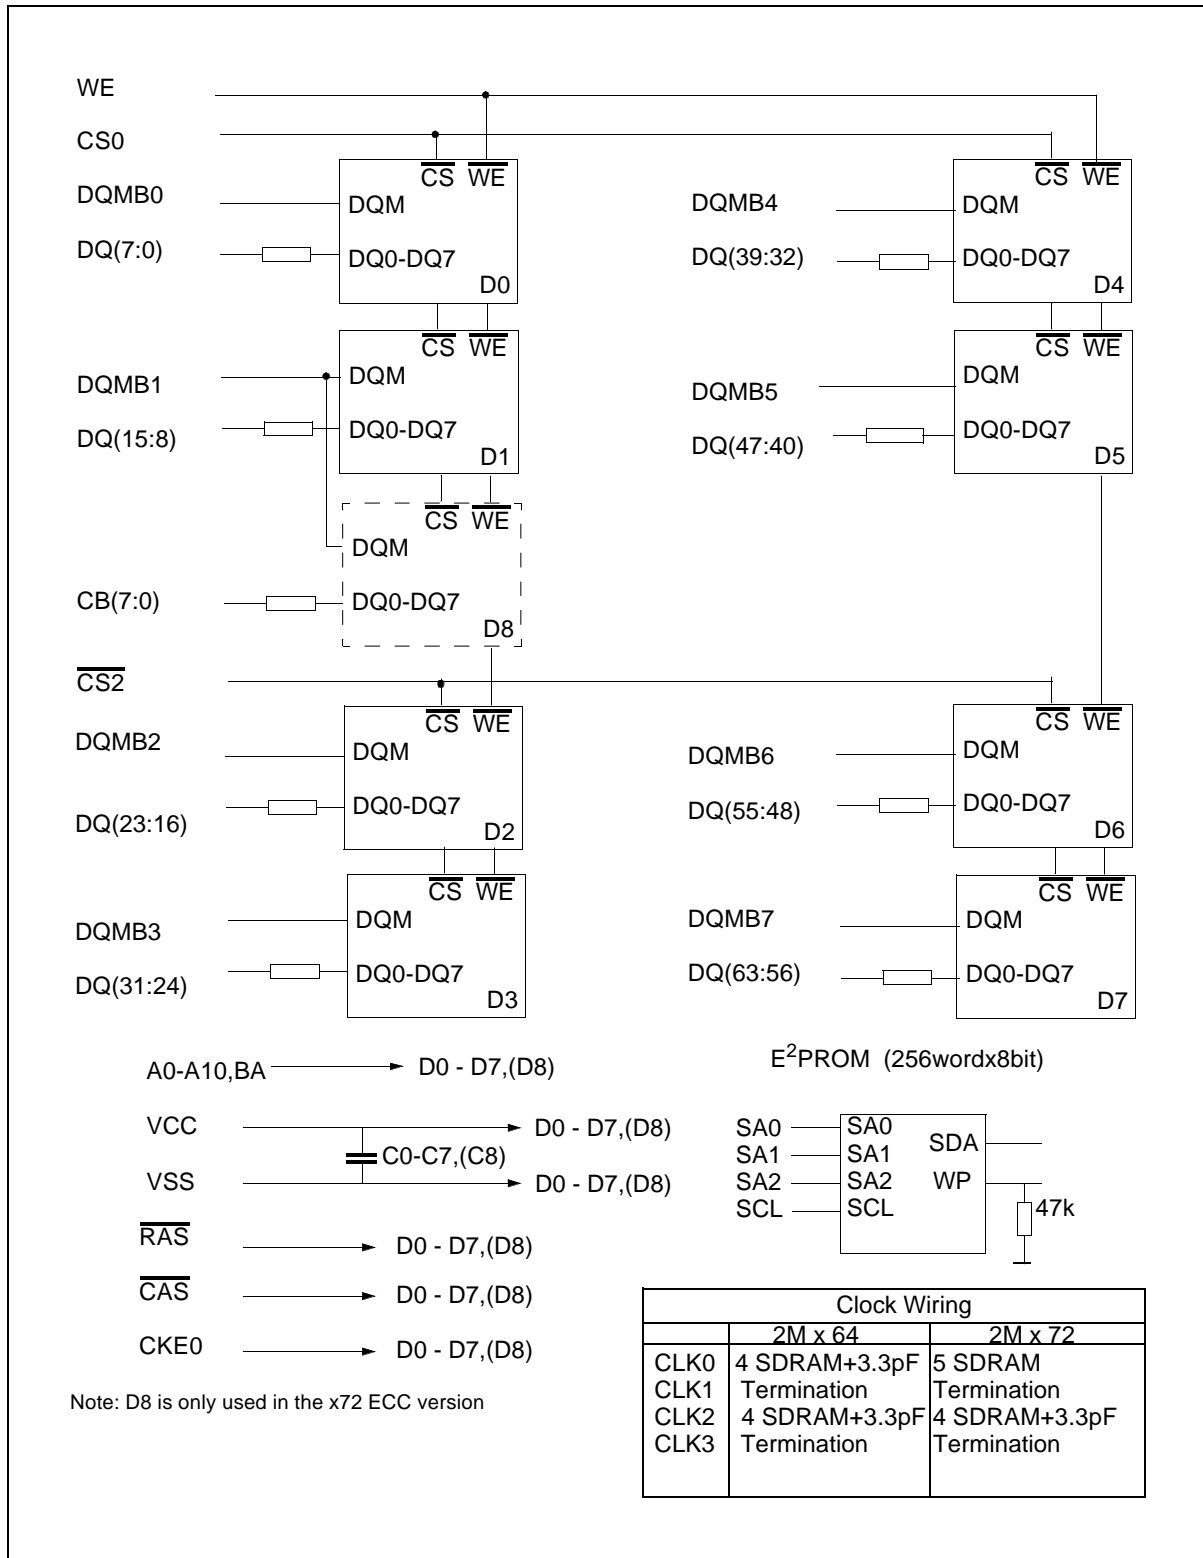 WE
CS0
CS WE
CS WE
DQMB0
DQM
DQMB4
DQM
DQ(7:0)
DQ0-DQ7
DQ(39:32)
DQ0-DQ7
D0
D4
CS WE
CS WE
DQMB1
DQM
DQMB5
DQM
DQ(15:8)
DQ0-DQ7
DQ(47:40)
DQ0-DQ7
D1
D5
CS WE
DQM
CB(7:0)
DQ0-DQ7
D8
CS2
CS WE
CS WE
DQMB2
DQM
DQMB6
DQM
DQ(23:16)
DQ0-DQ7
DQ(55:48)
DQ0-DQ7
D2
D6
CS WE
CS WE
DQMB3
DQM
DQMB7
DQM
DQ(31:24)
DQ0-DQ7
DQ(63:56)
DQ0-DQ7
D3
D7
A0-A10,BA D0 - D7,(D8)
VCC D0 - D7,(D8)
C0-C7,(C8)
VSS D0 - D7,(D8)
RAS D0 - D7,(D8)
CAS D0 - D7,(D8)
CKE0 D0 - D7,(D8)
Note: D8 is only used in the x72 ECC version
E²PROM (256wordx8bit)
SA0 SA0 SDA
SA1 SA1
SA2 SA2 WP
SCL SCL
47k
Clock Wiring
2M x 64 2M x 72
CLK0 4 SDRAM+3.3pF 5 SDRAM
CLK1 Termination Termination
CLK2 4 SDRAM+3.3pF 4 SDRAM+3.3pF
CLK3 Termination Termination